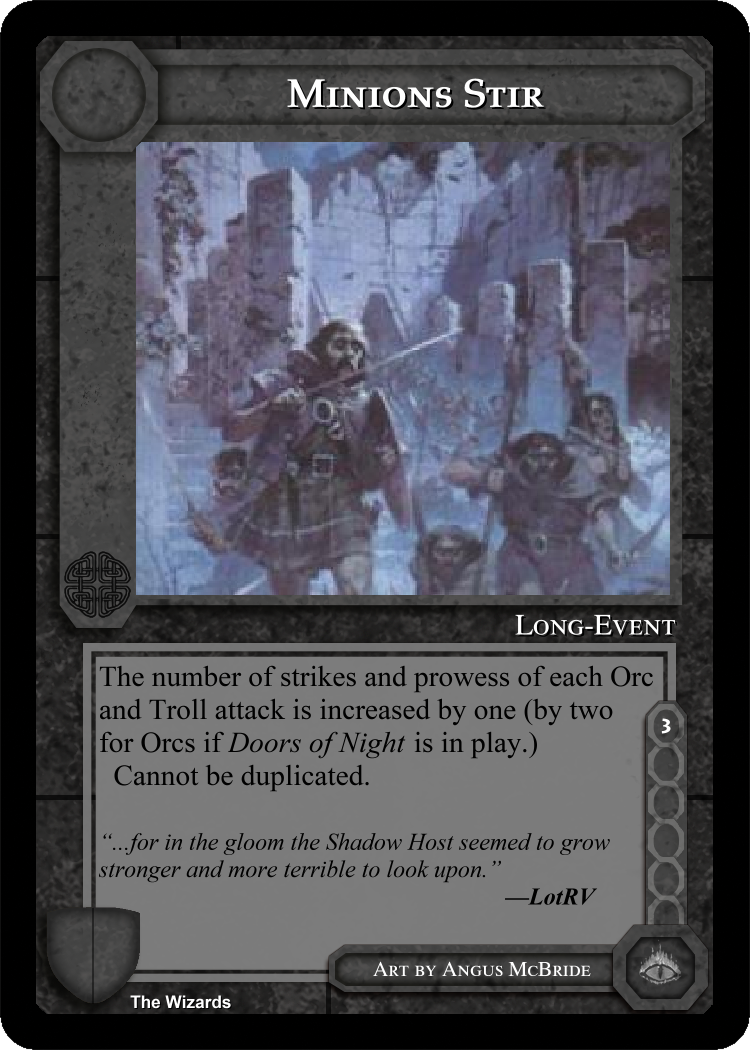 Minions Stir
Long-Event
The number of strikes and prowess of each Orc
and Troll attack is increased by one (by two
for Orcs if Doors of Night is in play.)
Cannot be duplicated.
3
“...for in the gloom the Shadow Host seemed to grow
stronger and more terrible to look upon.”
—LotRV
Art by Angus McBride
The Wizards